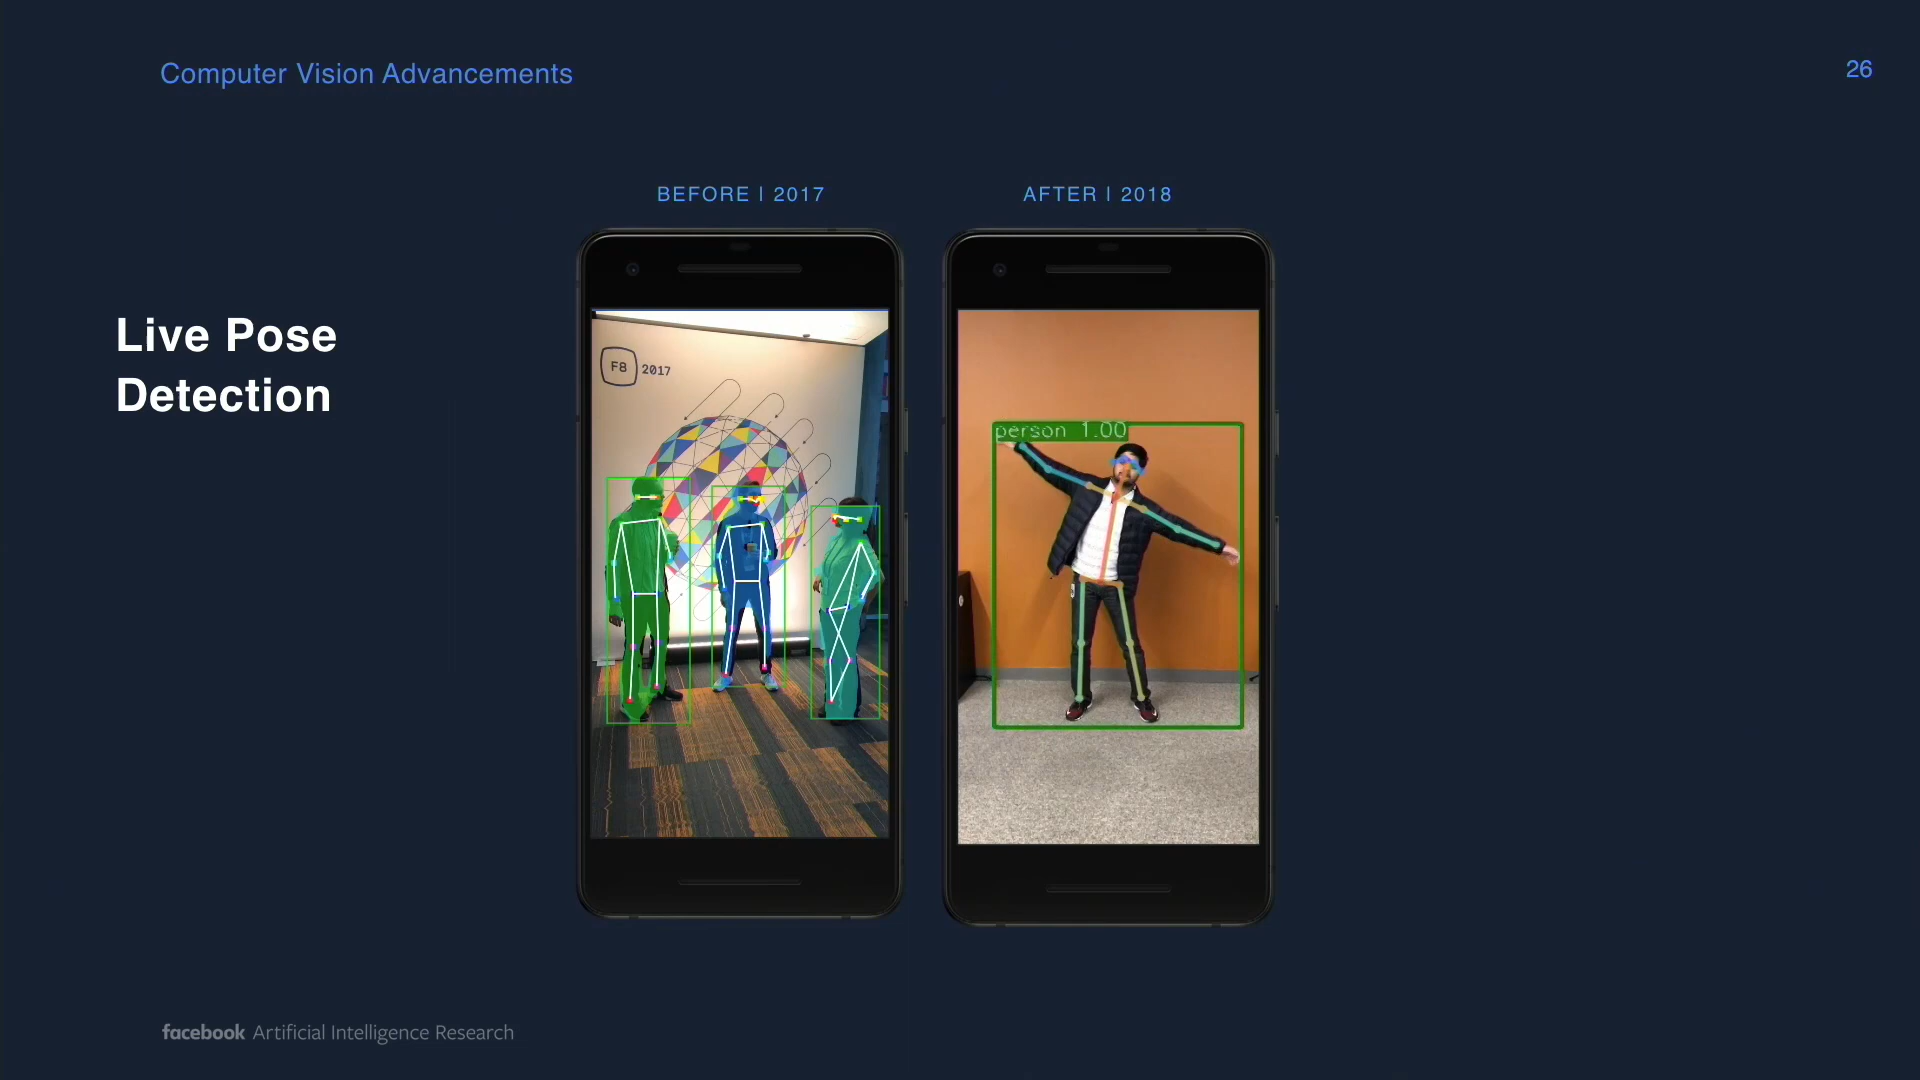 Computer Vision Advancements
26
BEFORE | 2017
AFTER | 2018
Live Pose
Detection
F8
2017
person 1.00
facebook Artificial Intelligence Research